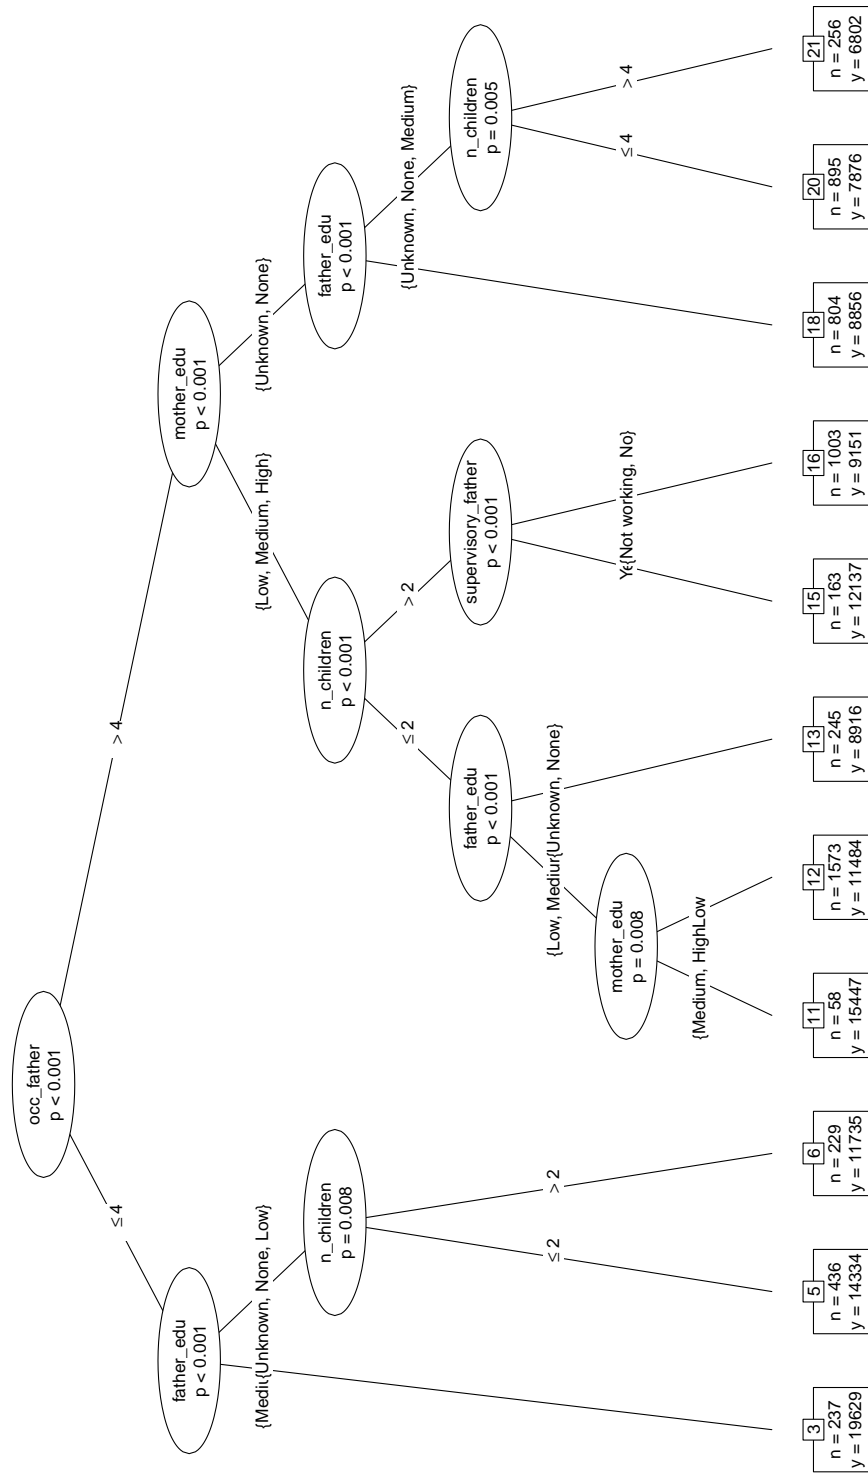 occ_father
p < 0.001
≤ 4
> 4
father_edu
p < 0.001
{Unknown, None, Low}
3
n = 237
y = 19629
n_children
p = 0.008
≤ 2
> 2
5
n = 436
y = 14334
6
n = 229
y = 11735
mother_edu
p < 0.001
{Low, Medium, High}
{Unknown, None}
n_children
p < 0.001
≤ 2
> 2
father_edu
p < 0.001
{Low, Mediu
{Unknown, None}
mother_edu
p = 0.008
{Medium, High
Low
11
n = 58
y = 15447
12
n = 1573
y = 11484
13
n = 245
y = 8916
supervisory_father
p < 0.001
{Not working, No}
15
n = 163
y = 12137
16
n = 1003
y = 9151
father_edu
p < 0.001
{Unknown, None, Medium}
18
n = 804
y = 8856
n_children
p = 0.005
≤ 4
> 4
20
n = 895
y = 7876
21
n = 256
y = 6802